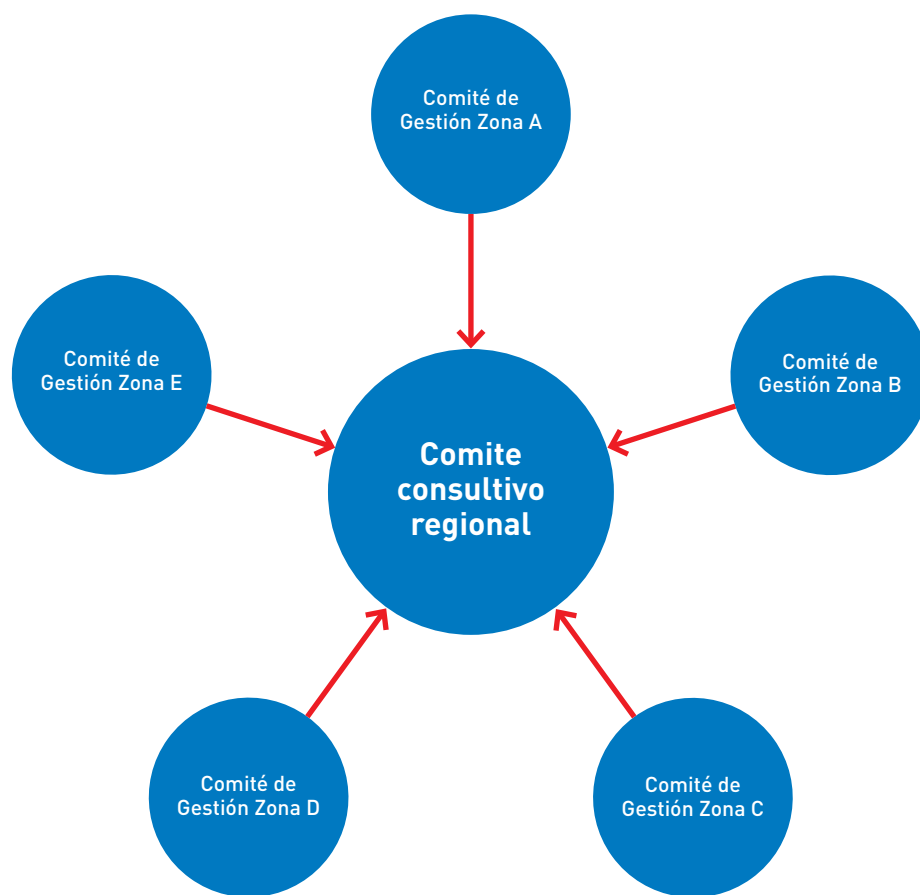 Comité de
Gestión Zona A
Comité de
Gestión Zona E
Comité de
Gestión Zona B
Comite
consultivo
regional
Comité de
Gestión Zona D
Comité de
Gestión Zona C